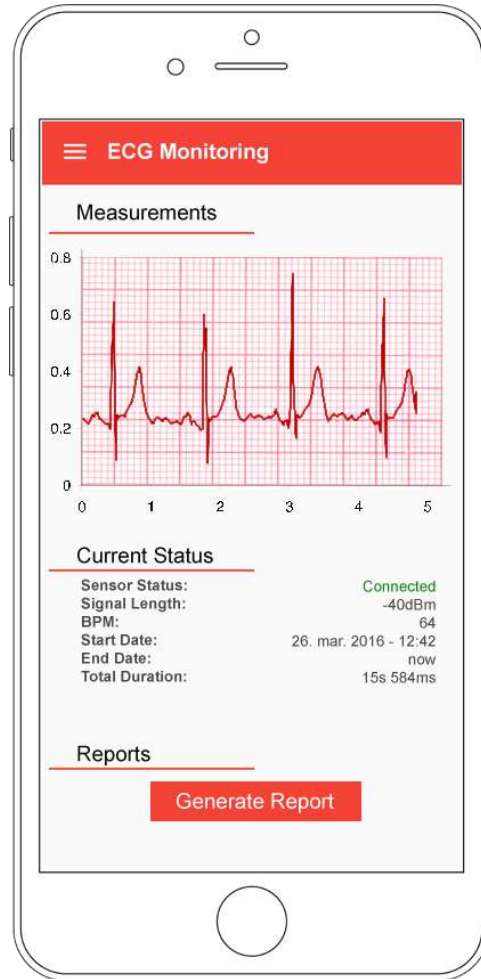 ECG Monitoring
Measurements
0.8
0.6
0.4
0.2
0
0 1 2 3 4 5
Current Status
Sensor Status: Connected
Signal Length: -40dBm
BPM: 64
Start Date: 26. mar. 2016 - 12:42
End Date: now
Total Duration: 15s 584ms
Reports
Generate Report